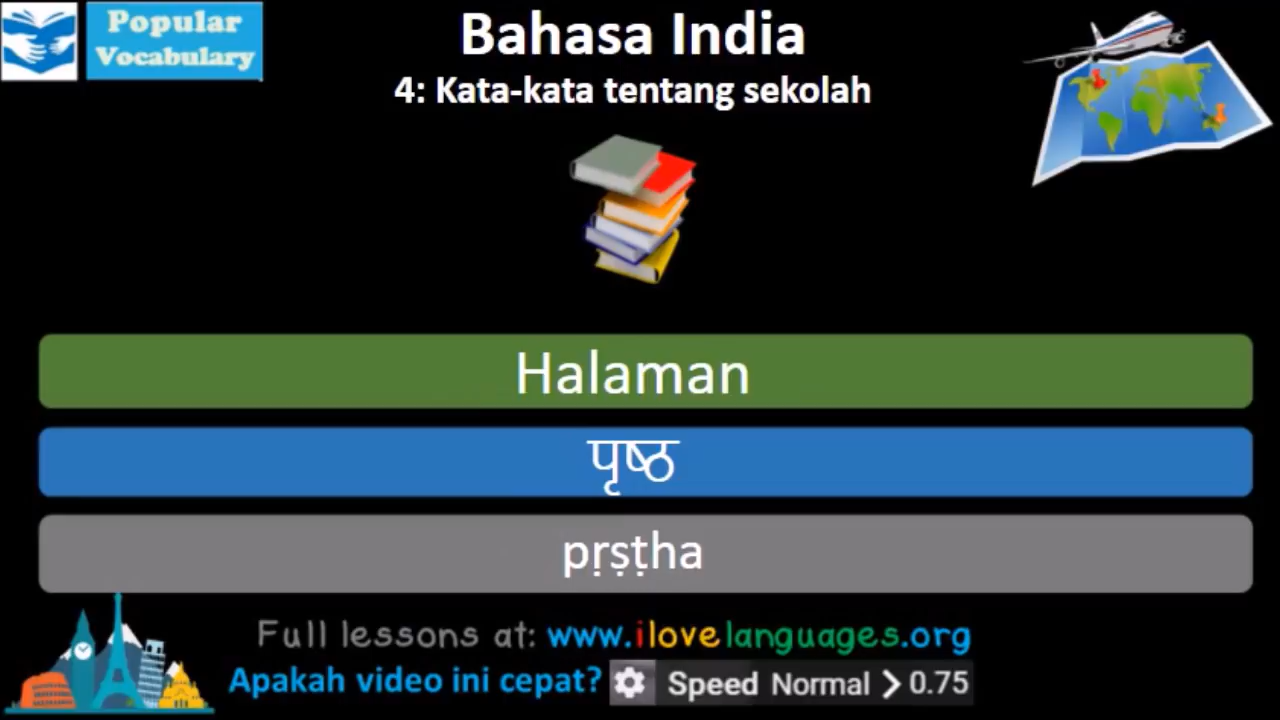 Popular
Vocabulary
Bahasa India
4: Kata-kata tentang sekolah
Halaman
पृष्ठ
pṛṣṭha
Full lessons at: www.ilovelanguages.org
Apakah video ini cepat? Speed Normal > 0.75